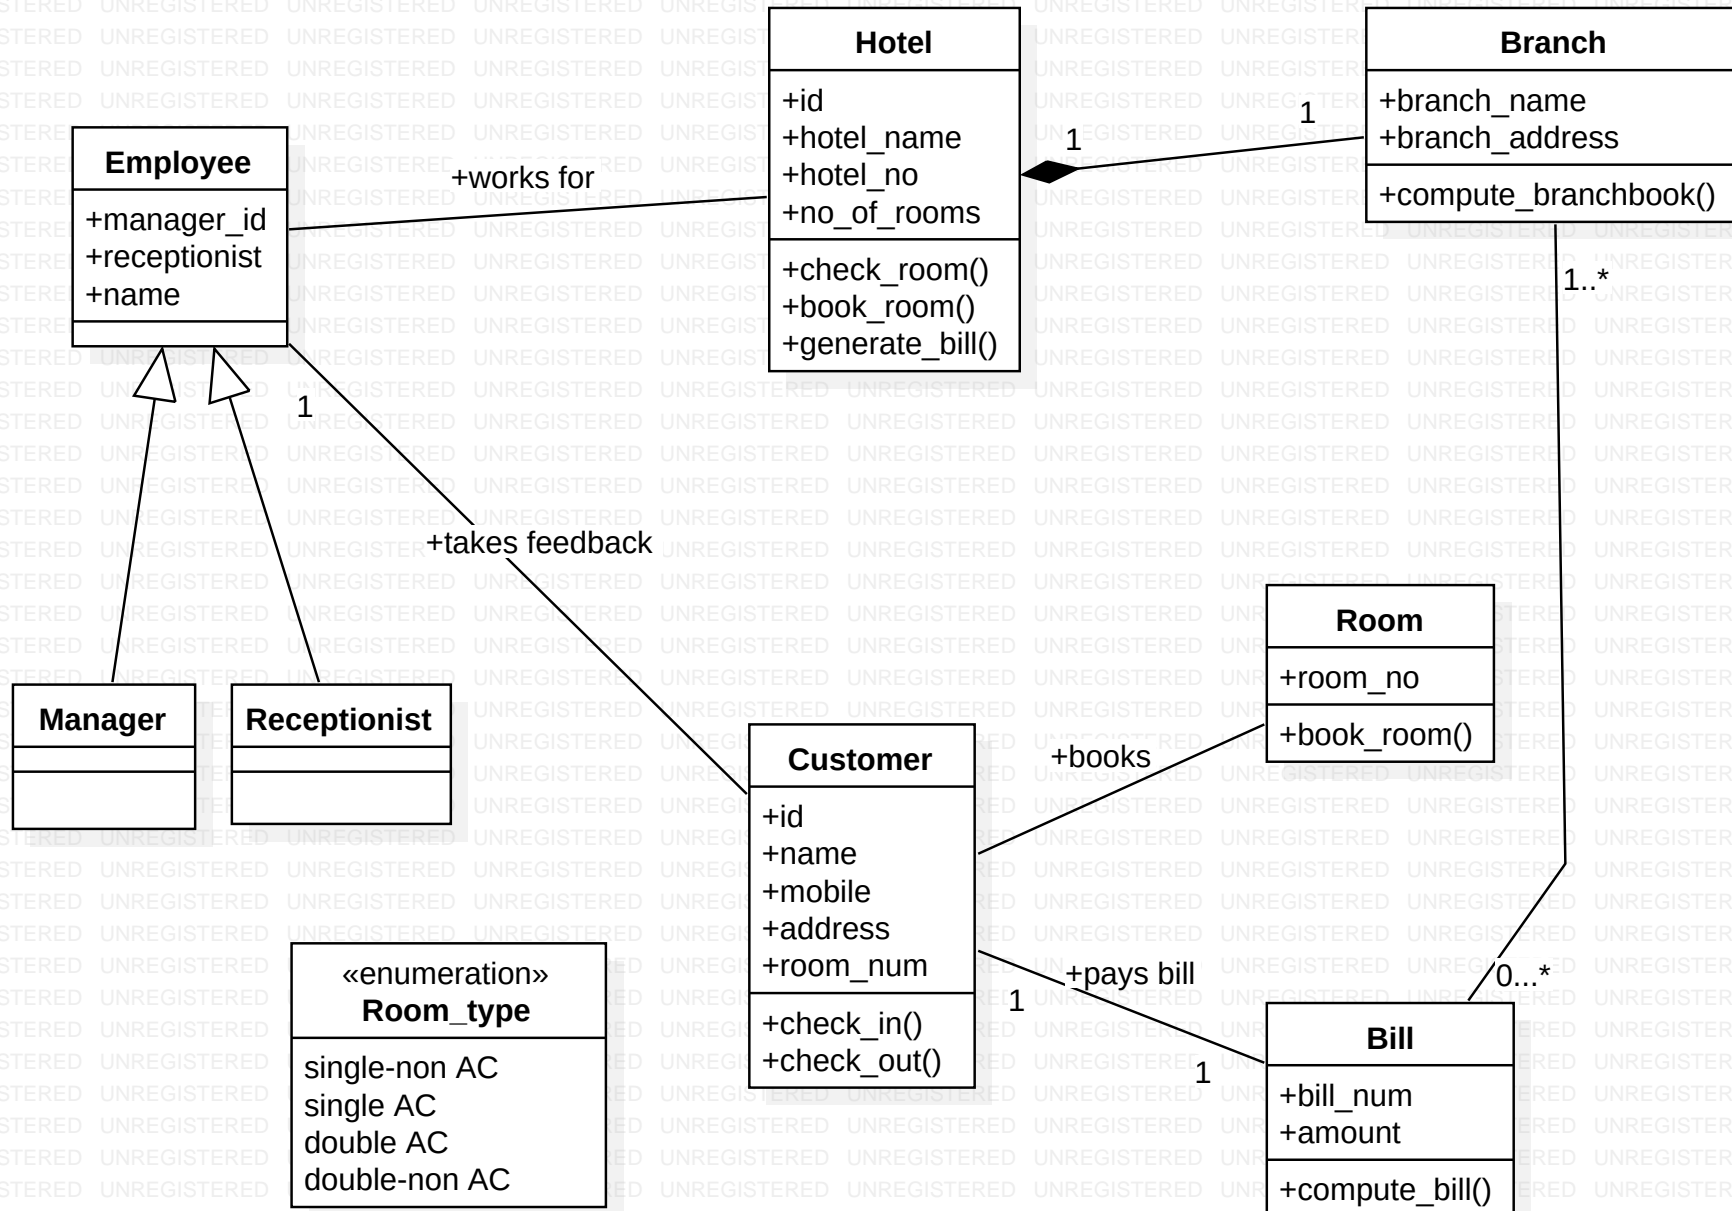 Hotel
+id
+hotel_name
+hotel_no
+no_of_rooms
+check_room()
+book_room()
+generate_bill()
Branch
+branch_name
+branch_address
+compute_branchbook()
1
1
Employee
+manager_id
+receptionist
+name
+works for
1..*
1
+takes feedback
Manager
Receptionist
Room
+room_no
+book_room()
Customer
+id
+name
+mobile
+address
+room_num
+check_in()
+check_out()
+books
+pays bill
1
1
0...*
«enumeration»
Room_type
single-non AC
single AC
double AC
double-non AC
Bill
+bill_num
+amount
+compute_bill()
UNREGISTERED